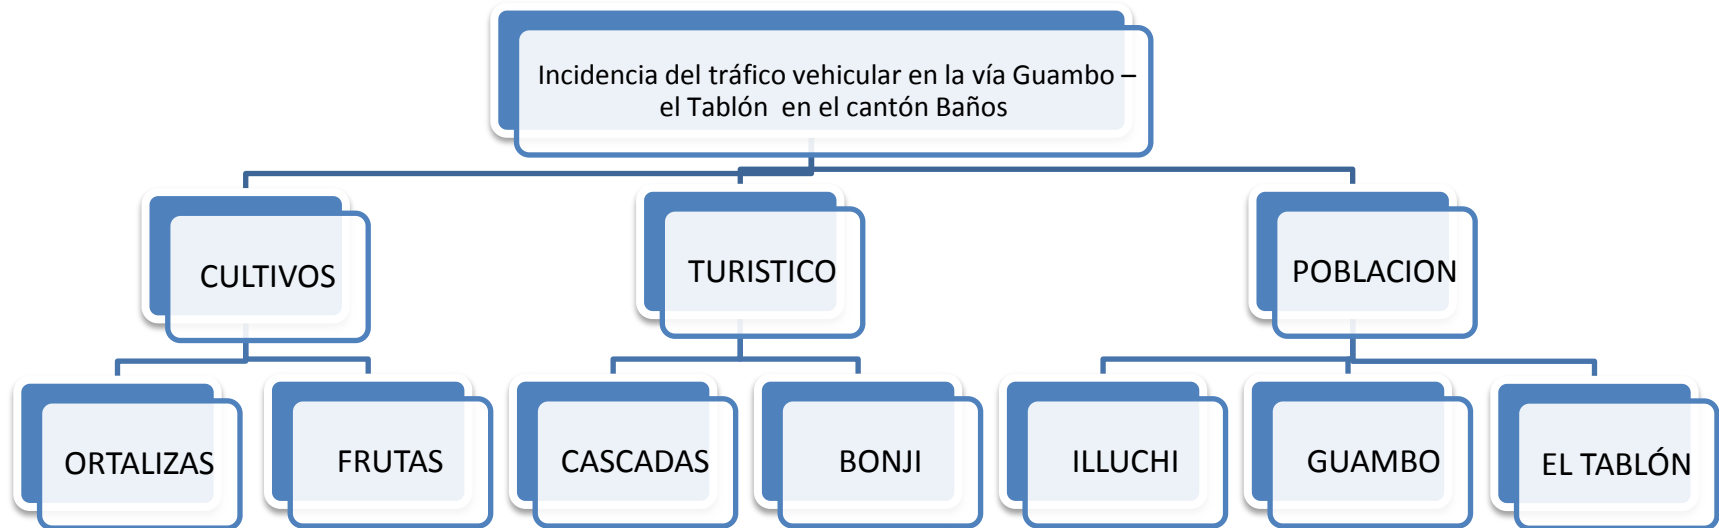 Incidencia del tráfico vehicular en la vía Guambo –
el Tablón en el cantón Baños
CULTIVOS
TURISTICO
POBLACION
ORTALIZAS
FRUTAS
CASCADAS
BONJI
ILLUCHI
GUAMBO
EL TABLÓN